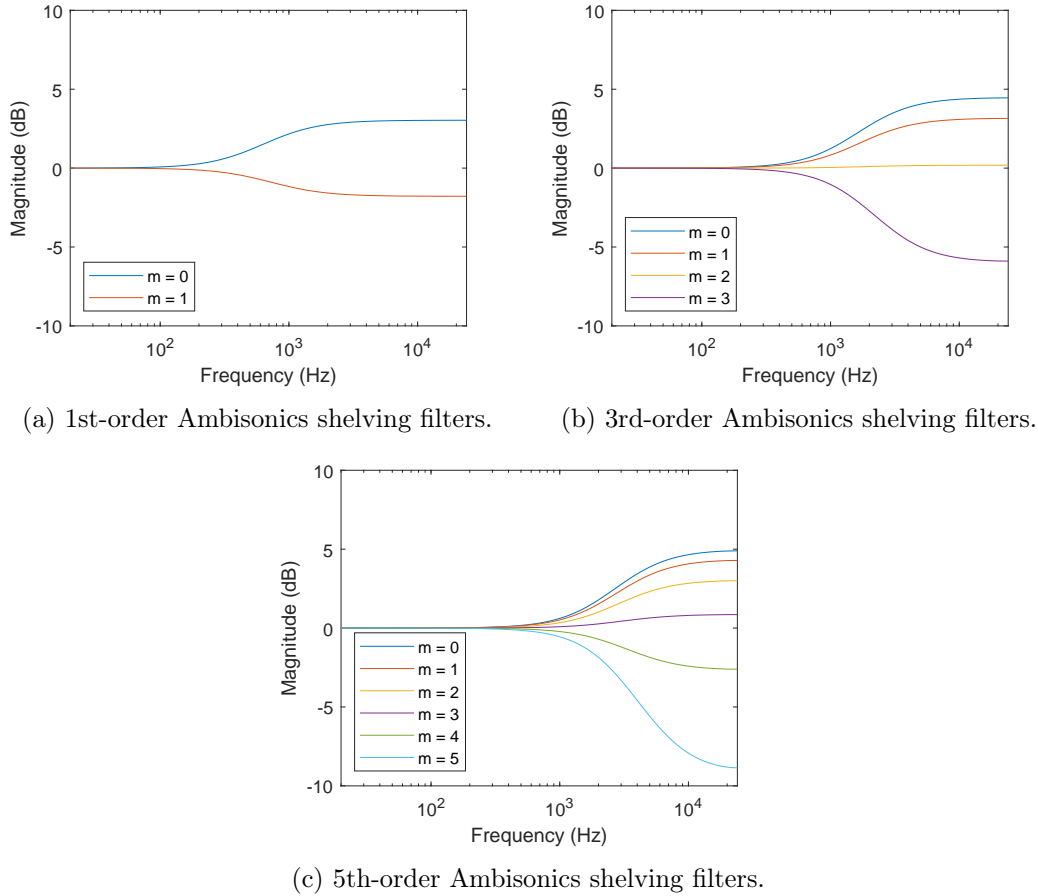 10
5
0
-5
-10
Magnitude (dB)
m = 0
m = 1
10^2
10^3
10^4
Frequency (Hz)
(a) 1st-order Ambisonics shelving filters.
10
5
0
-5
-10
Magnitude (dB)
m = 0
m = 1
m = 2
m = 3
10^2
10^3
10^4
Frequency (Hz)
(b) 3rd-order Ambisonics shelving filters.
10
5
0
-5
-10
Magnitude (dB)
m = 0
m = 1
m = 2
m = 3
m = 4
m = 5
10^2
10^3
10^4
Frequency (Hz)
(c) 5th-order Ambisonics shelving filters.